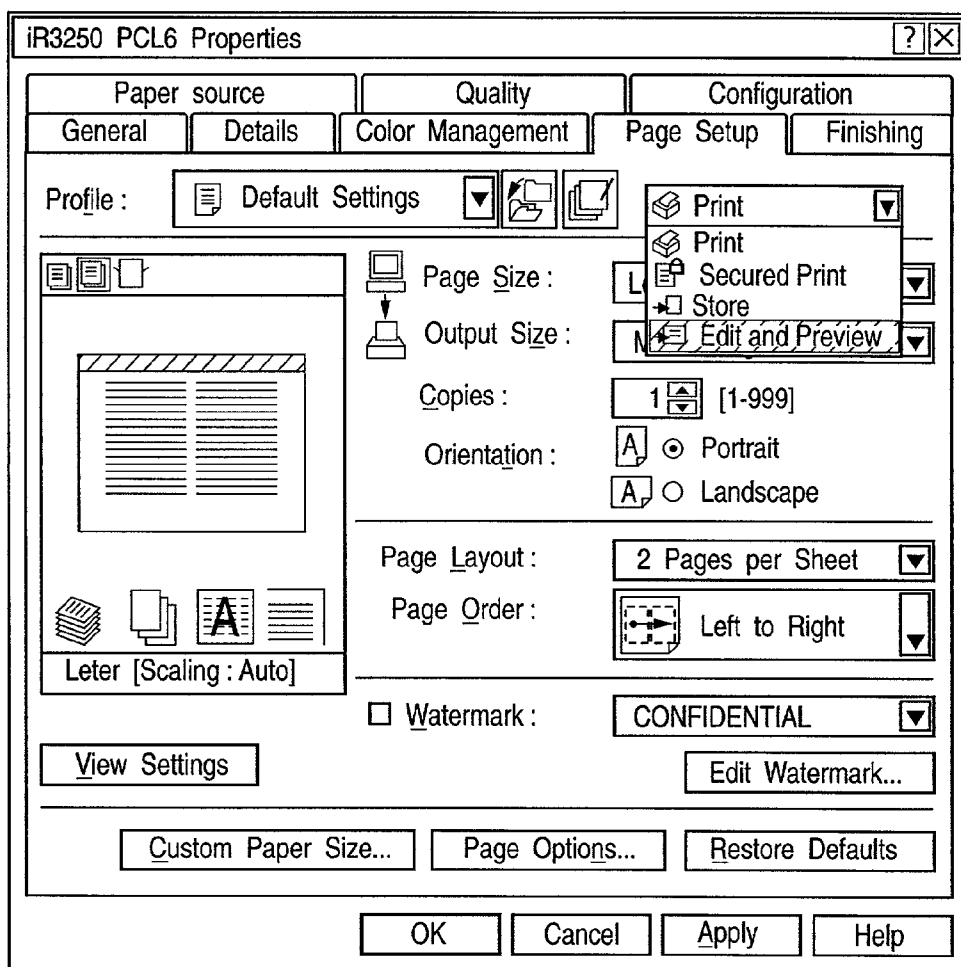 iR3250 PCL6 Properties ?
Paper source Quality Configuration
General Details Color Management Page Setup Finishing
Profile : Default Settings Print
Print
Secured Print
Store
Edit and Preview
Page Size :
Output Size :
Copies : 1 [1-999]
Orientation : A Portrait
A Landscape
A
Leter [Scaling : Auto]
Page Layout : 2 Pages per Sheet
Page Order : Left to Right
Watermark : CONFIDENTIAL
View Settings Edit Watermark...
Custom Paper Size... Page Options... Restore Defaults
OK Cancel Apply Help